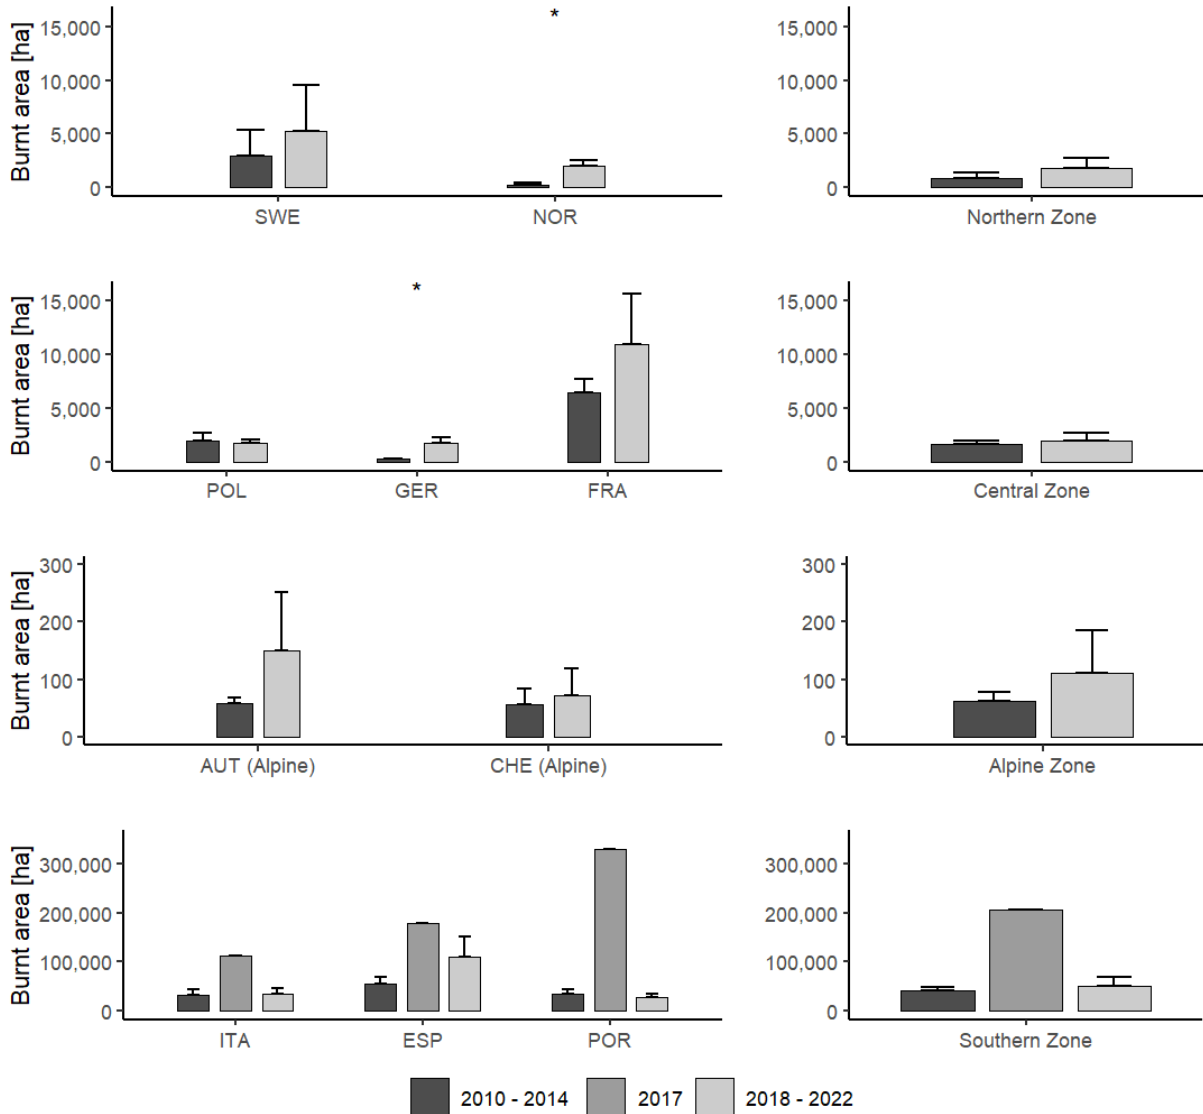 Burnt area [ha]
15,000
10,000
5,000
0
*
SWE
NOR
15,000
10,000
5,000
0
Northern Zone
Burnt area [ha]
15,000
10,000
5,000
0
*
POL
GER
FRA
15,000
10,000
5,000
0
Central Zone
Burnt area [ha]
300
200
100
0
AUT (Alpine)
CHE (Alpine)
300
200
100
0
Alpine Zone
Burnt area [ha]
300,000
200,000
100,000
0
ITA
ESP
POR
300,000
200,000
100,000
0
Southern Zone
2010 - 2014
2017
2018 - 2022